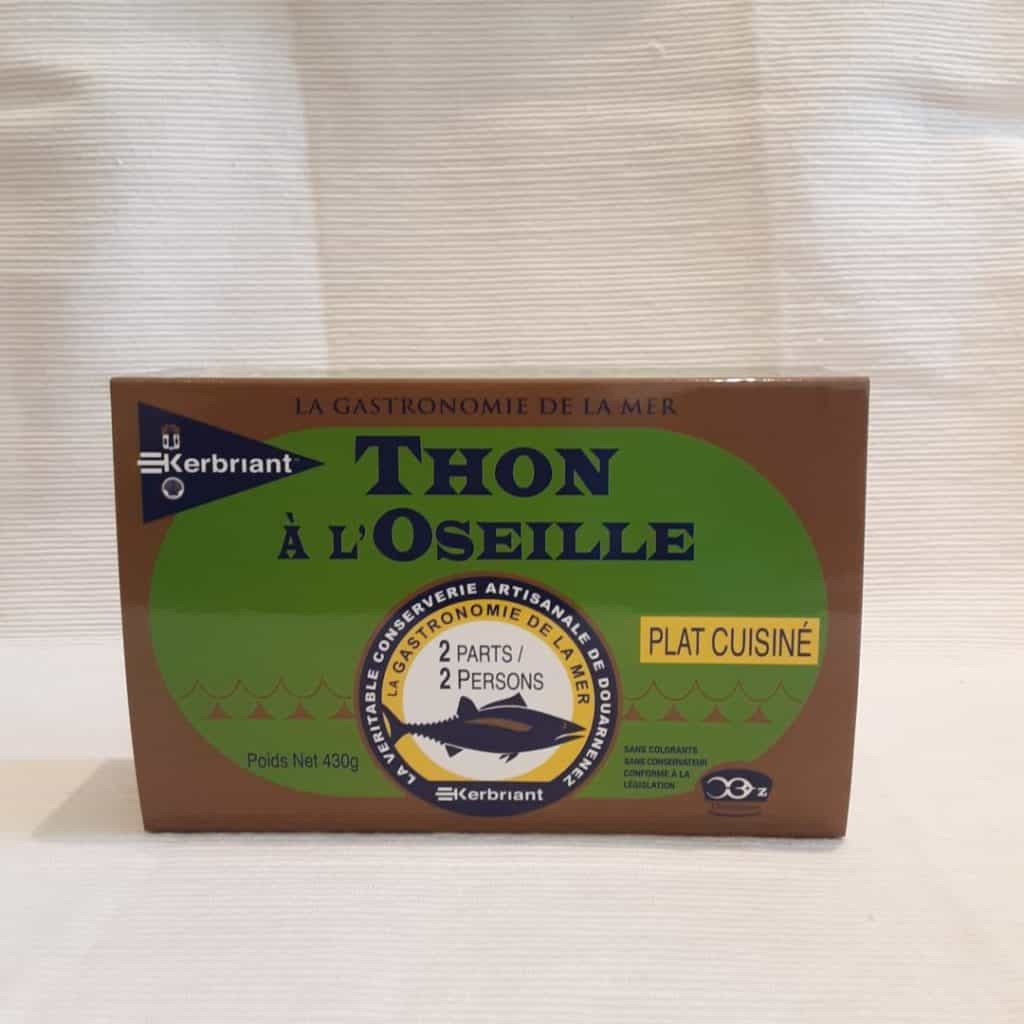 LA GASTRONOMIE DE LA MER
Kerbriant
THON
À L'OSEILLE
LA VERITABLE CONSERVERIE ARTISANALE DE DOUARNENEZ
LA GASTRONOMIE DE LA MER
2 PARTS /
2 PERSONS
PLAT CUISINÉ
Poids Net 430g
SANS COLORANTS
SANS CONSERVATEUR
CONFORME À LA
LÉGISLATION
Kerbriant